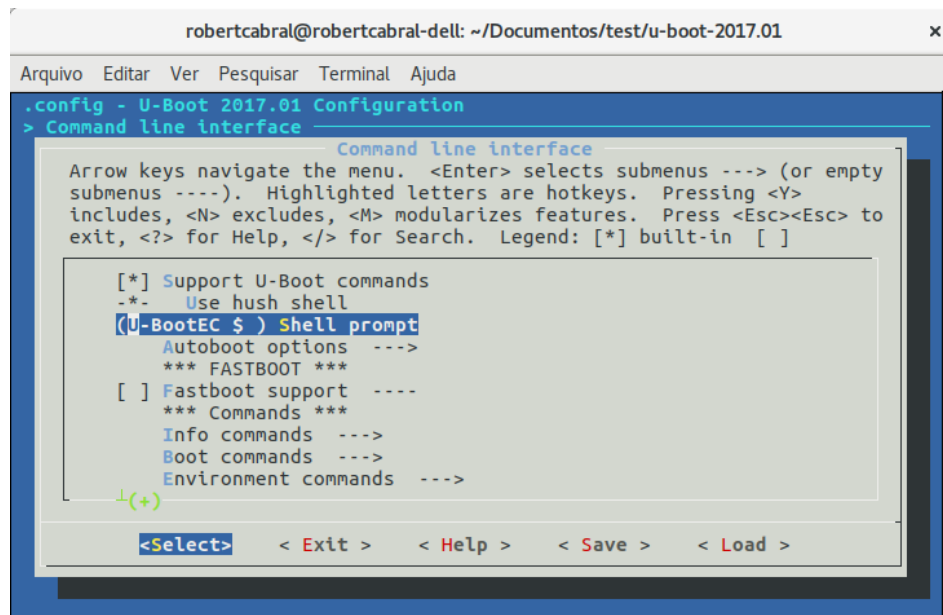 robertcabral@robertcabral-dell: ~/Documentos/test/u-boot-2017.01 ×
Arquivo Editar Ver Pesquisar Terminal Ajuda
.config - U-Boot 2017.01 Configuration
> Command line interface
Command line interface
Arrow keys navigate the menu. <Enter> selects submenus ---> (or empty
submenus ----). Highlighted letters are hotkeys. Pressing <Y>
includes, <N> excludes, <M> modularizes features. Press <Esc><Esc> to
exit, <?> for Help, </> for Search. Legend: [*] built-in [ ]
[*] Support U-Boot commands
-*- Use hush shell
(U-BootEC $ ) Shell prompt
Autoboot options --->
*** FASTBOOT ***
[ ] Fastboot support ----
*** Commands ***
Info commands --->
Boot commands --->
Environment commands --->
┴(+)
<Select> < Exit > < Help > < Save > < Load >